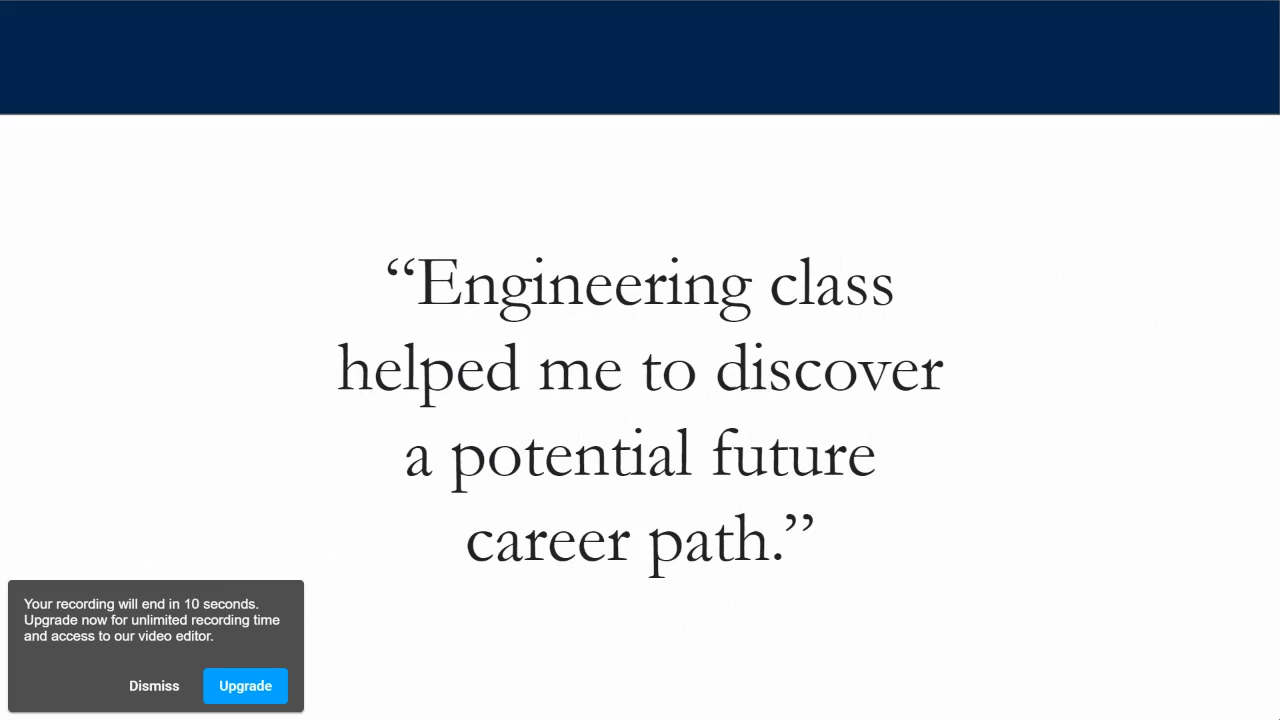 “Engineering class
helped me to discover
a potential future
career path.”
Your recording will end in 10 seconds.
Upgrade now for unlimited recording time
and access to our video editor.
Dismiss
Upgrade